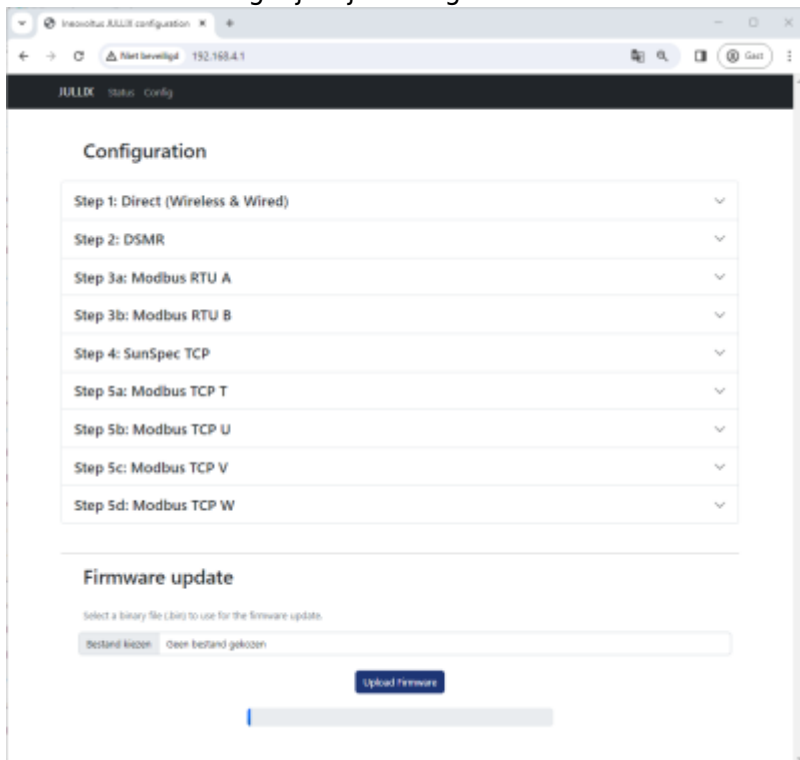 Ineovoltus JULLIX configuration
Niet beveiligd 192.168.4.1
Gast
JULLIX Status Config
Configuration
Step 1: Direct (Wireless & Wired)
Step 2: DSMR
Step 3a: Modbus RTU A
Step 3b: Modbus RTU B
Step 4: SunSpec TCP
Step 5a: Modbus TCP T
Step 5b: Modbus TCP U
Step 5c: Modbus TCP V
Step 5d: Modbus TCP W
Firmware update
Select a binary file (.bin) to use for the firmware update.
Bestand kiezen Geen bestand gekozen
Upload Firmware